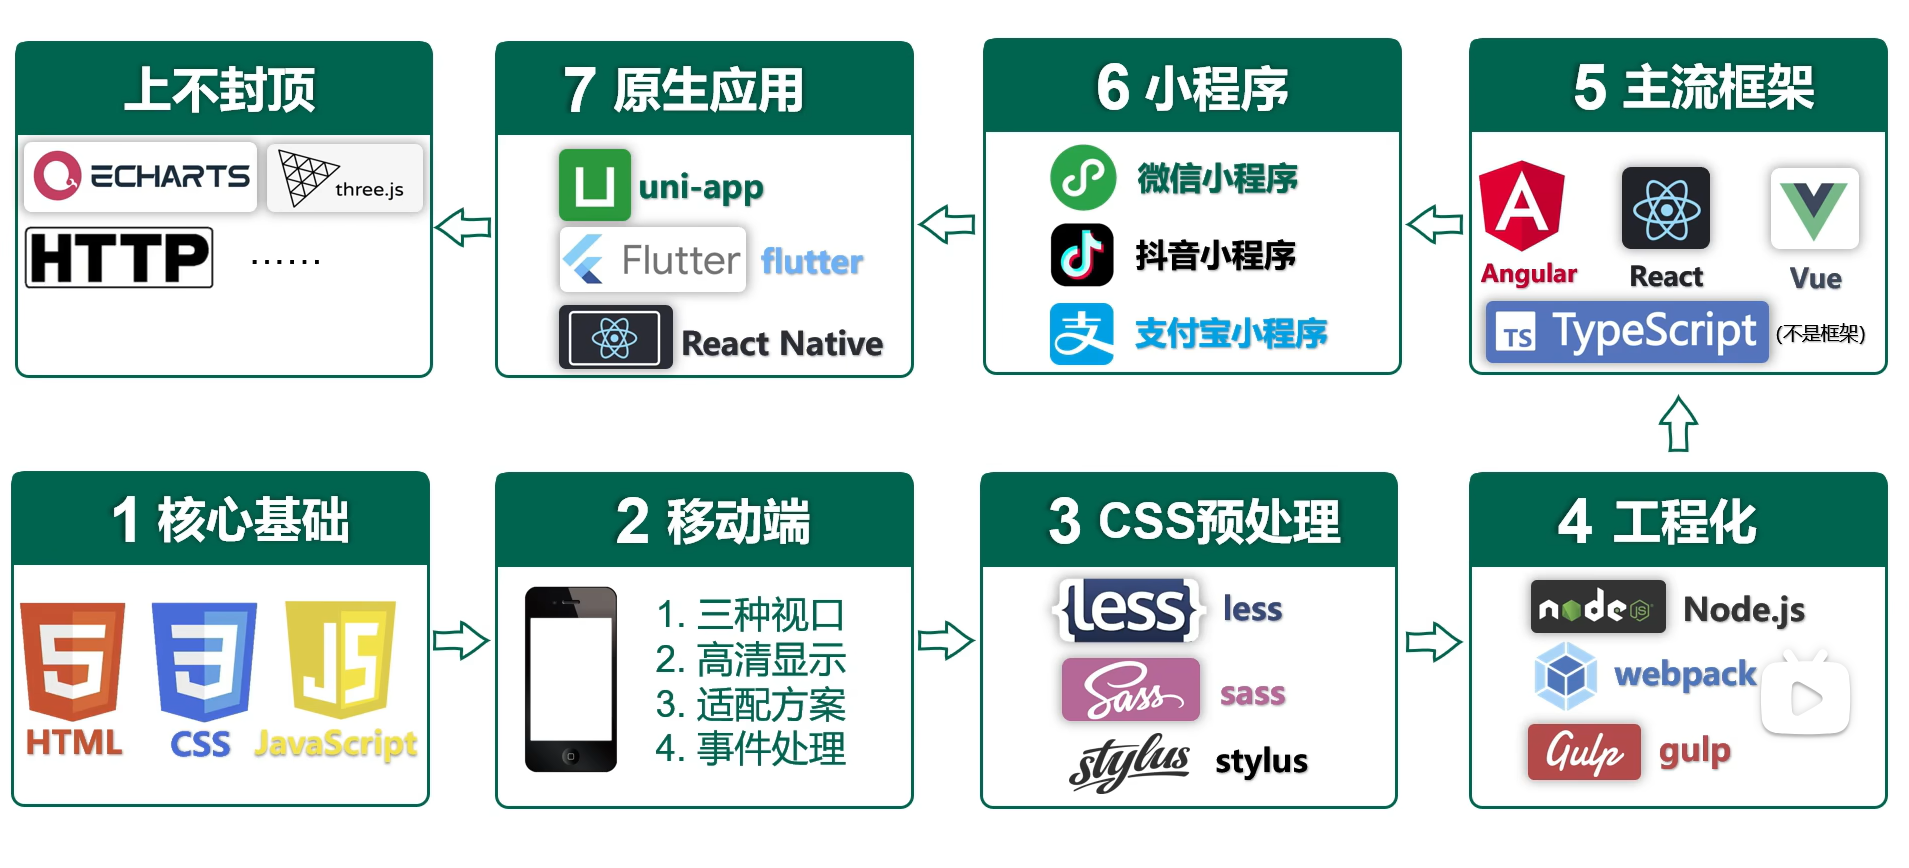 上不封顶
ECHARTS
three.js
HTTP
......
7 原生应用
uni-app
Flutter
flutter
React Native
6 小程序
微信小程序
抖音小程序
支付宝小程序
5 主流框架
Angular
React
Vue
TS TypeScript
(不是框架)
1 核心基础
5
3
JS
HTML
CSS
JavaScript
2 移动端
1. 三种视口
2. 高清显示
3. 适配方案
4. 事件处理
3 CSS预处理
{less}
less
Sass
sass
stylus
stylus
4 工程化
node JS
Node.js
webpack
Gulp
gulp